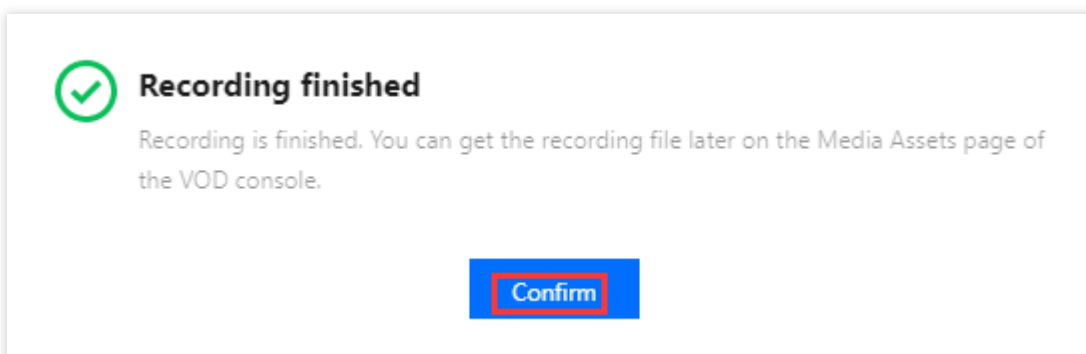 Recording finished
Recording is finished. You can get the recording file later on the Media Assets page of
the VOD console.
Confirm